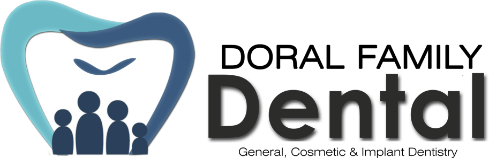 DORAL FAMILY
Dental
General, Cosmetic & Implant Dentistry